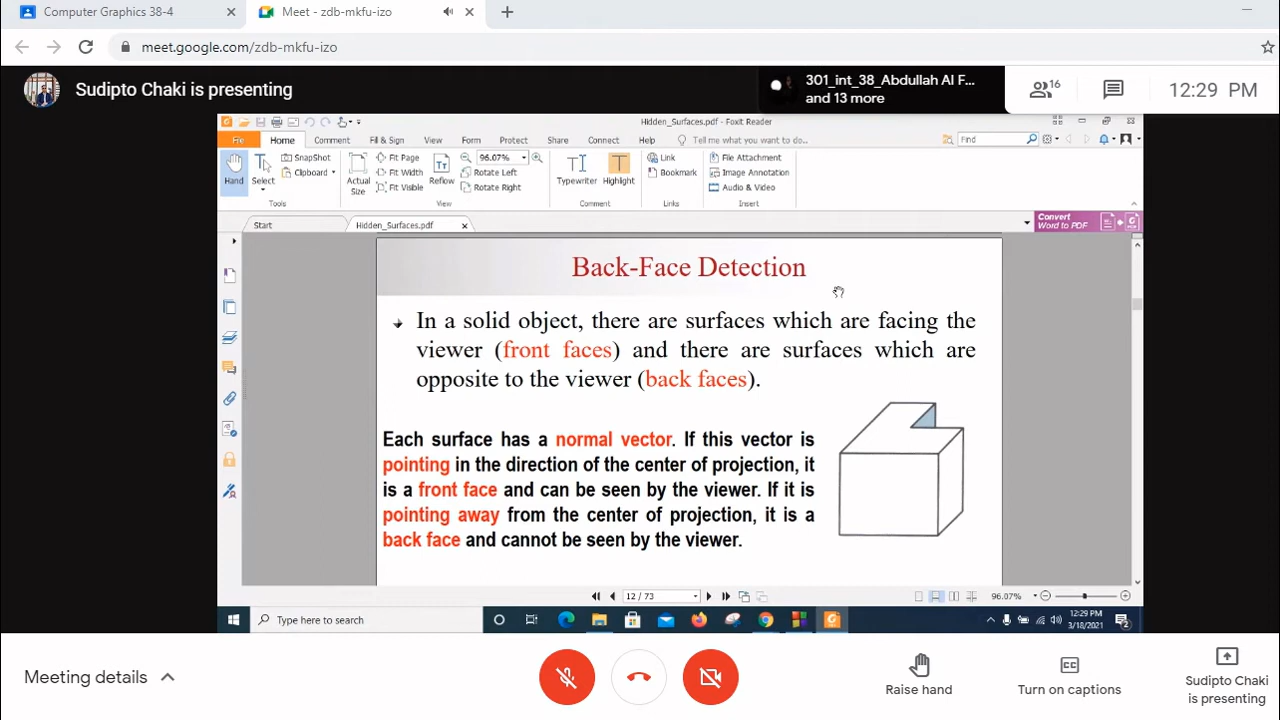 Computer Graphics 38-4
Meet - zdb-mkfu-izo
meet.google.com/zdb-mkfu-izo
Sudipto Chaki is presenting
301_int_38_Abdullah Al F...
and 13 more
16
12:29 PM
Hidden_Surfaces.pdf - Foxit Reader
File Home Comment Fill & Sign View Form Protect Share Connect Help Tell me what you want to do... Find
Hand
Select
SnapShot
Clipboard
Tools
Actual Size
Fit Page
Fit Width
Fit Visible
Reflow
96.07%
Rotate Left
Rotate Right
View
Typewriter
Highlight
Comment
Link
Bookmark
Links
File Attachment
Image Annotation
Audio & Video
Insert
Start
Hidden_Surfaces.pdf
Convert
Word to PDF
Back-Face Detection
In a solid object, there are surfaces which are facing the
viewer (front faces) and there are surfaces which are
opposite to the viewer (back faces).
Each surface has a normal vector. If this vector is
pointing in the direction of the center of projection, it
is a front face and can be seen by the viewer. If it is
pointing away from the center of projection, it is a
back face and cannot be seen by the viewer.
12 / 73
96.07%
Type here to search
12:29 PM
3/18/2021
2
Meeting details
Raise hand
Turn on captions
Sudipto Chaki
is presenting